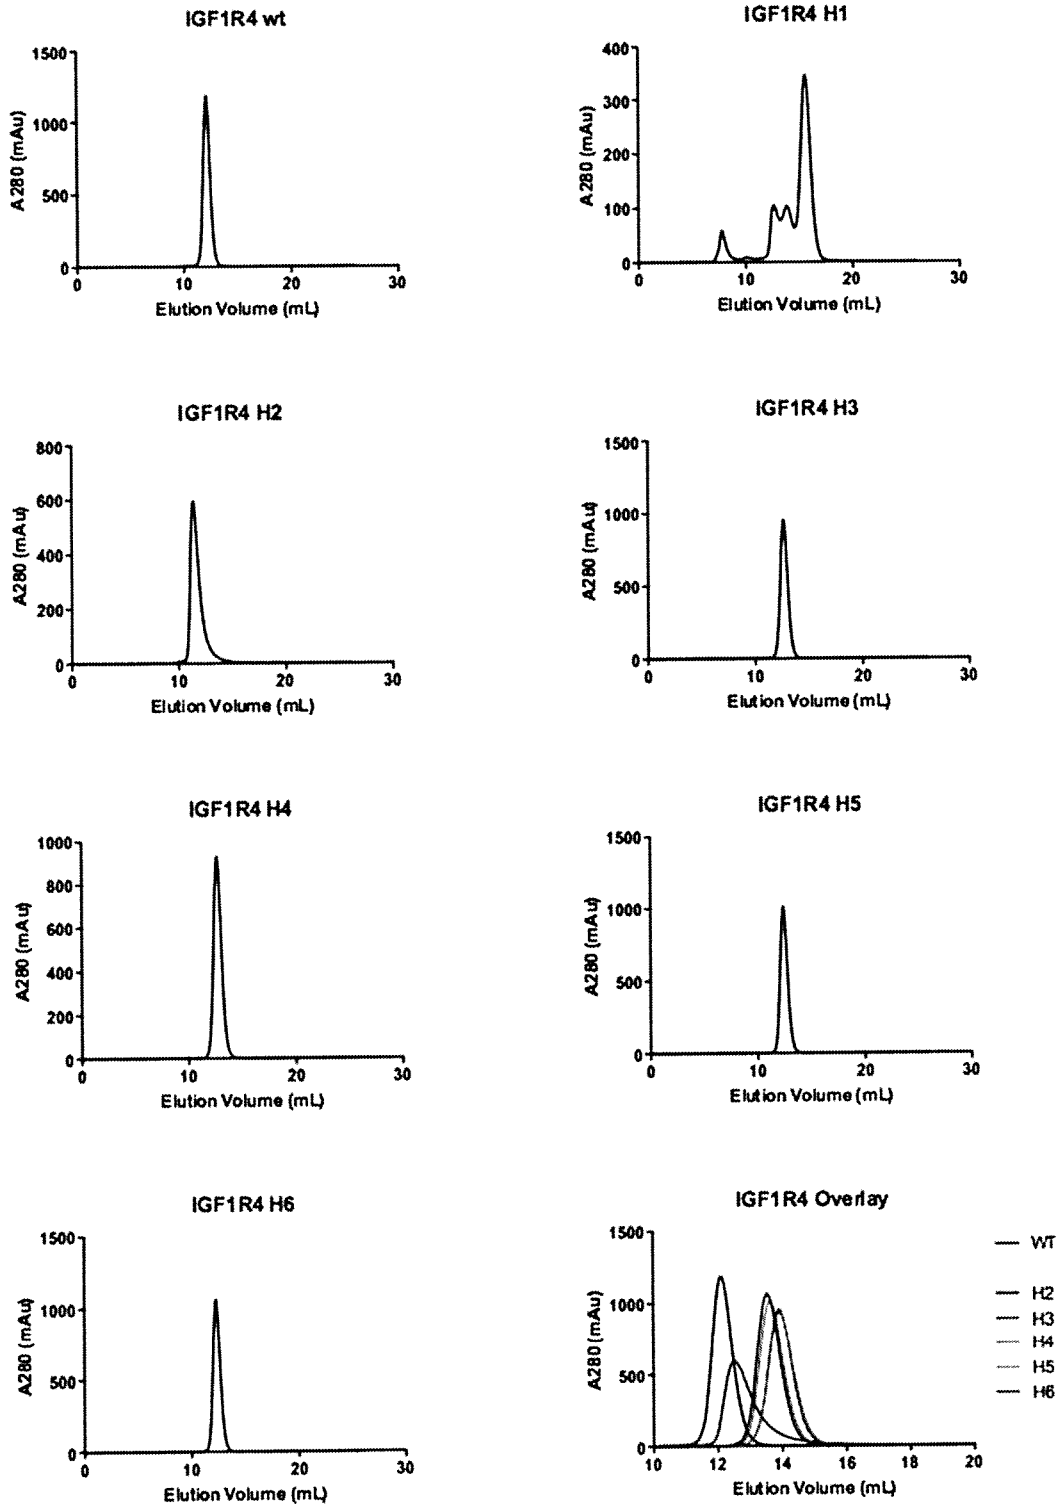 IGF1R4 wt
1500
1000
500
0
A280 (mAu)
0 10 20 30
Elution Volume (mL)
IGF1R4 H1
400
300
200
100
0
A280 (mAu)
0 10 20 30
Elution Volume (mL)
IGF1R4 H2
800
600
400
200
0
A280 (mAu)
0 10 20 30
Elution Volume (mL)
IGF1R4 H3
1500
1000
500
0
A280 (mAu)
0 10 20 30
Elution Volume (mL)
IGF1R4 H4
1000
800
600
400
200
0
A280 (mAu)
0 10 20 30
Elution Volume (mL)
IGF1R4 H5
1500
1000
500
0
A280 (mAu)
0 10 20 30
Elution Volume (mL)
IGF1R4 H6
1500
1000
500
0
A280 (mAu)
0 10 20 30
Elution Volume (mL)
IGF1R4 Overlay
1500
1000
500
0
A280 (mAu)
10 12 14 16 18 20
Elution Volume (mL)
WT
H2
H3
H4
H5
H6